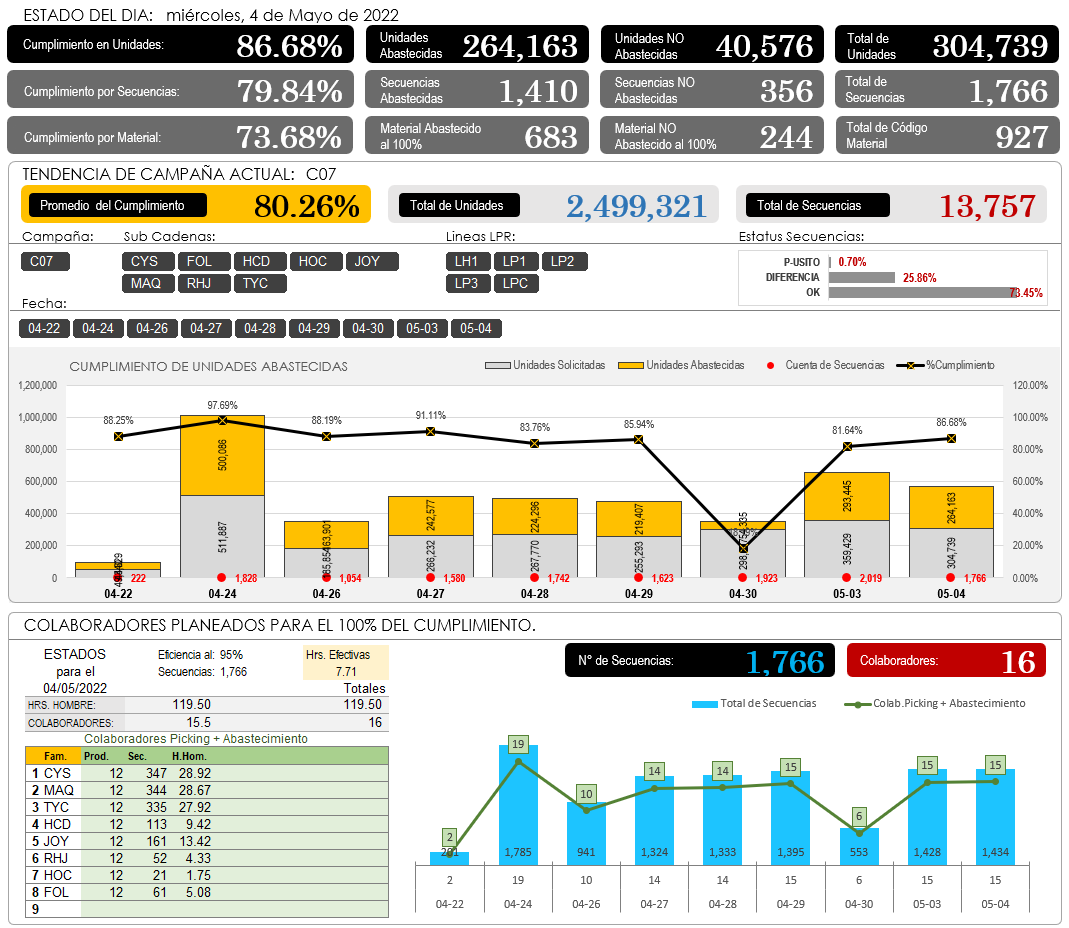 ESTADO DEL DIA: miércoles, 4 de Mayo de 2022
Cumplimiento en Unidades: 86.68% Unidades Abastecidas 264,163 Unidades NO Abastecidas 40,576 Total de Unidades 304,739
Cumplimiento por Secuencias: 79.84% Secuencias Abastecidas 1,410 Secuencias NO Abastecidas 356 Total de Secuencias 1,766
Cumplimiento por Material: 73.68% Material Abastecido al 100% 683 Material NO Abastecido al 100% 244 Total de Código Material 927
TENDENCIA DE CAMPAÑA ACTUAL: C07
Promedio del Cumplimiento 80.26% Total de Unidades 2,499,321 Total de Secuencias 13,757
Campaña: Sub Cadenas: Lineas LPR: Estatus Secuencias:
C07 CYS FOL HCD HOC JOY LH1 LP1 LP2
MAQ RHJ TYC LP3 LPC
P-USITO 0.70%
DIFERENCIA 25.86%
OK 73.45%
Fecha:
04-22 04-24 04-26 04-27 04-28 04-29 04-30 05-03 05-04
CUMPLIMIENTO DE UNIDADES ABASTECIDAS Unidades Solicitadas Unidades Abastecidas Cuenta de Secuencias %Cumplimiento
1,200,000 120.00%
1,000,000 100.00%
800,000 80.00%
600,000 60.00%
400,000 40.00%
200,000 20.00%
0 0.00%
88.25% 97.69% 88.19% 91.11% 83.76% 85.94% 81.64% 86.68%
500,086 242,577 224,296 219,407 293,445 264,163
511,887 266,232 267,770 255,293 359,429 304,739
222 1,828 1,054 1,580 1,742 1,623 1,923 2,019 1,766
04-22 04-24 04-26 04-27 04-28 04-29 04-30 05-03 05-04
COLABORADORES PLANEADOS PARA EL 100% DEL CUMPLIMIENTO.
ESTADOS para el 04/05/2022
Eficiencia al: 95% Hrs. Efectivas
Secuencias: 1,766 7.71
Totales
HRS. HOMBRE: 119.50 119.50
COLABORADORES: 15.5 16
Colaboradores Picking + Abastecimiento
Fam. Prod. Sec. H.Hom.
1 CYS 12 347 28.92
2 MAQ 12 344 28.67
3 TYC 12 335 27.92
4 HCD 12 113 9.42
5 JOY 12 161 13.42
6 RHJ 12 52 4.33
7 HOC 12 21 1.75
8 FOL 12 61 5.08
9
N° de Secuencias: 1,766 Colaboradores: 16
Total de Secuencias Colab.Picking + Abastecimiento
2 19 10 14 14 15 6 15 15
1,785 941 1,324 1,333 1,395 553 1,428 1,434
2 19 10 14 14 15 6 15 15
04-22 04-24 04-26 04-27 04-28 04-29 04-30 05-03 05-04